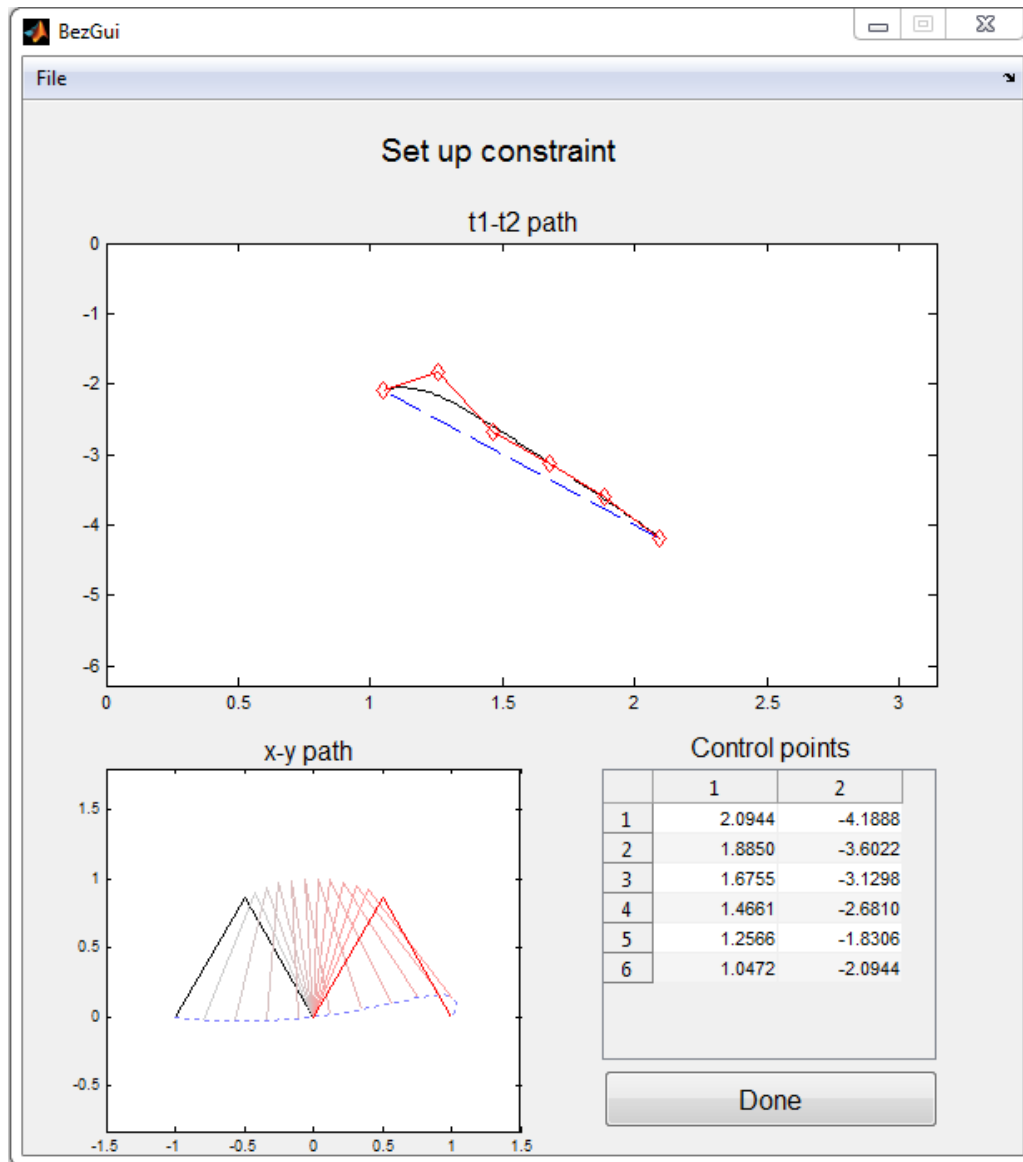 BezGui
File
Set up constraint
t1-t2 path
0
-1
-2
-3
-4
-5
-6
0 0.5 1 1.5 2 2.5 3
x-y path
1.5
1
0.5
0
-0.5
-1.5 -1 -0.5 0 0.5 1 1.5
Control points
1 2
1 2.0944 -4.1888
2 1.8850 -3.6022
3 1.6755 -3.1298
4 1.4661 -2.6810
5 1.2566 -1.8306
6 1.0472 -2.0944
Done